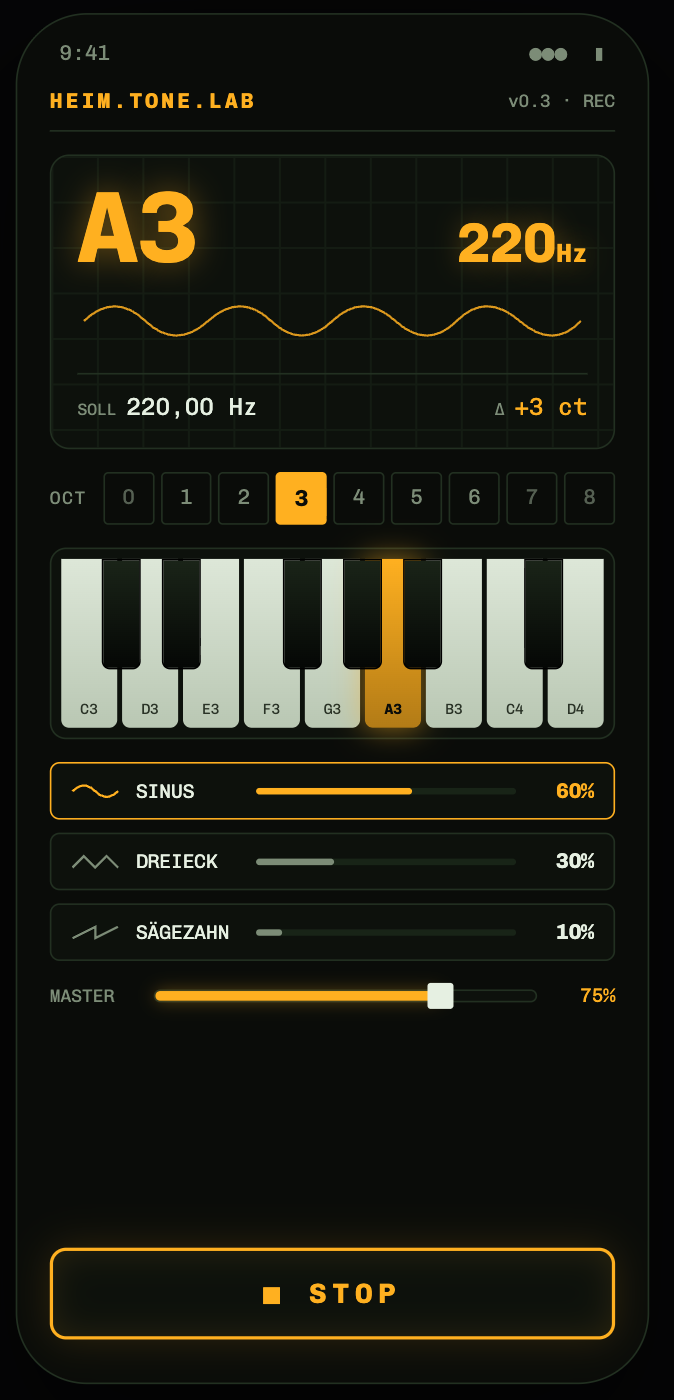 9:41
HEIM.TONE.LAB v0.3 · REC
A3 220Hz
SOLL 220,00 Hz Δ +3 ct
OCT 0 1 2 3 4 5 6 7 8
C3 D3 E3 F3 G3 A3 B3 C4 D4
SINUS 60%
DREIECK 30%
SÄGEZAHN 10%
MASTER 75%
STOP